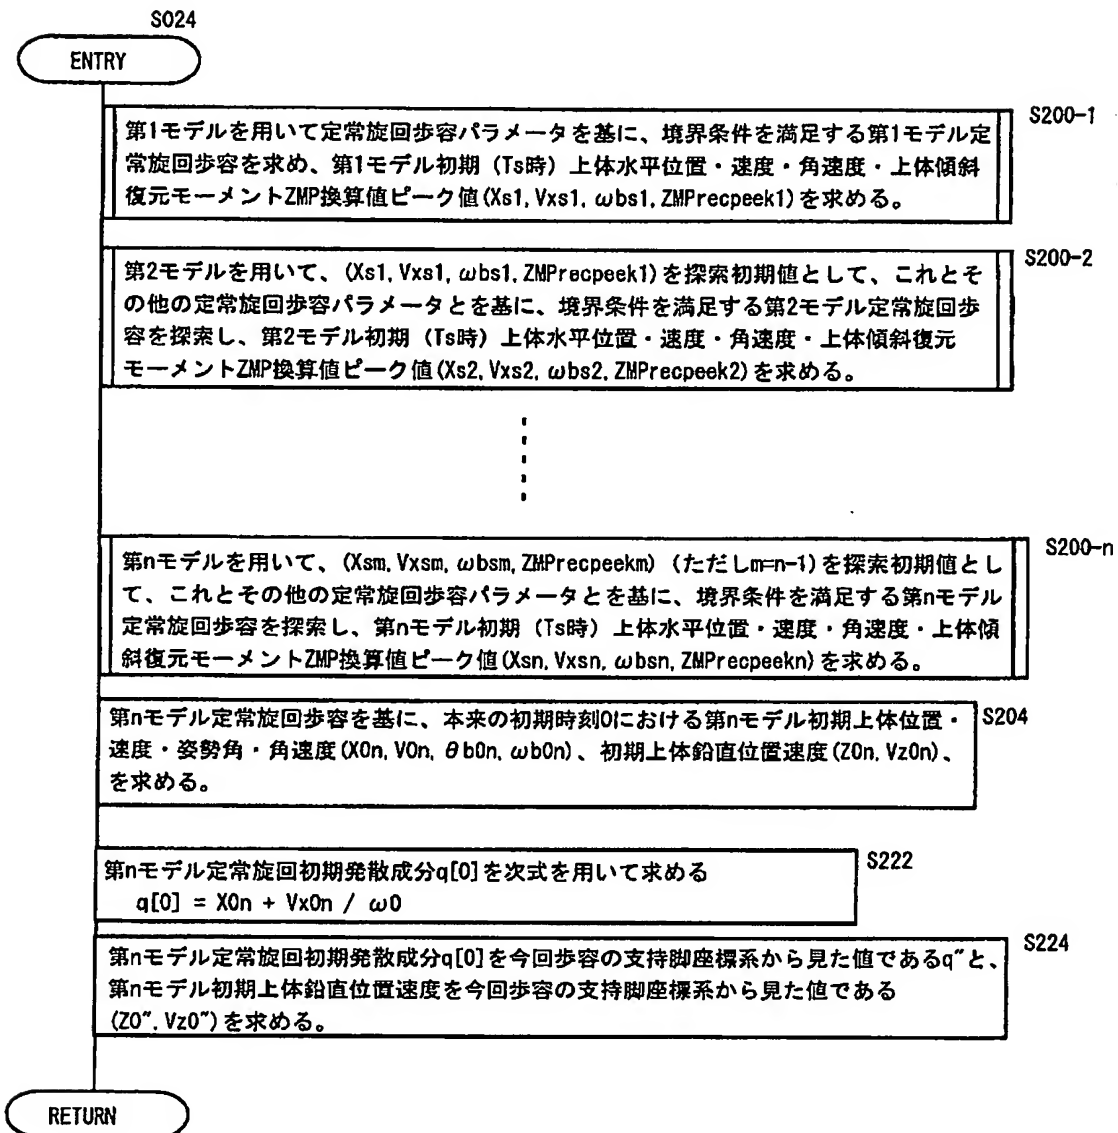 S024
ENTRY
S200-1
第1モデルを用いて定常旋回歩容パラメータを基に、境界条件を満足する第1モデル定
常旋回歩容を求め、第1モデル初期（Ts時）上体水平位置・速度・角速度・上体傾斜
復元モーメントZMP換算値ピーク値(Xs1, Vxs1, ωbs1, ZMPrecpeek1)を求める。
S200-2
第2モデルを用いて、(Xs1, Vxs1, ωbs1, ZMPrecpeek1)を探索初期値として、これとそ
の他の定常旋回歩容パラメータとを基に、境界条件を満足する第2モデル定常旋回歩
容を探索し、第2モデル初期（Ts時）上体水平位置・速度・角速度・上体傾斜復元
モーメントZMP換算値ピーク値(Xs2, Vxs2, ωbs2, ZMPrecpeek2)を求める。
S200-n
第nモデルを用いて、(Xsm, Vxsm, ωbsm, ZMPrecpeekm)（ただしm=n-1)を探索初期値とし
て、これとその他の定常旋回歩容パラメータとを基に、境界条件を満足する第nモデル
定常旋回歩容を探索し、第nモデル初期（Ts時）上体水平位置・速度・角速度・上体傾
斜復元モーメントZMP換算値ピーク値(Xsn, Vxsn, ωbsn, ZMPrecpeekn)を求める。
S204
第nモデル定常旋回歩容を基に、本来の初期時刻0における第nモデル初期上体位置・
速度・姿勢角・角速度(X0n, V0n, θb0n, ωb0n)、初期上体鉛直位置速度(Z0n, Vz0n)、
を求める。
S222
第nモデル定常旋回初期発散成分q[0]を次式を用いて求める
q[0] = X0n + Vx0n / ω0
S224
第nモデル定常旋回初期発散成分q[0]を今回歩容の支持脚座標系から見た値であるq″と、
第nモデル初期上体鉛直位置速度を今回歩容の支持脚座標系から見た値である
(Z0″, Vz0″)を求める。
RETURN